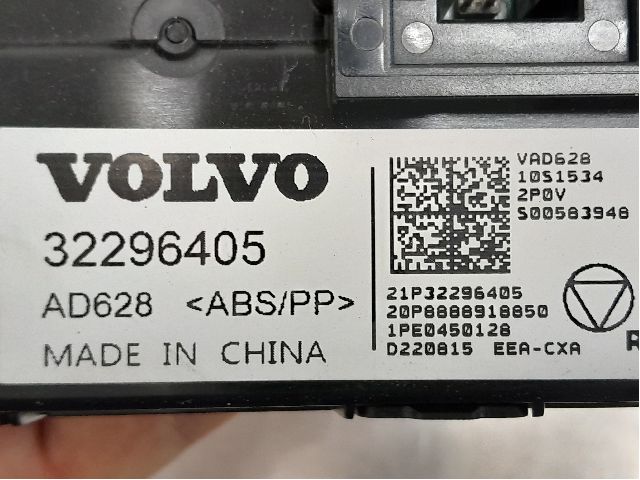 VOLVO
32296405
AD628 <ABS/PP>
MADE IN CHINA
VAD628
10S1534
2P0V
S00583948
21P32296405
20P8888918850
1PE0450128
D220815 EEA-CXA
R